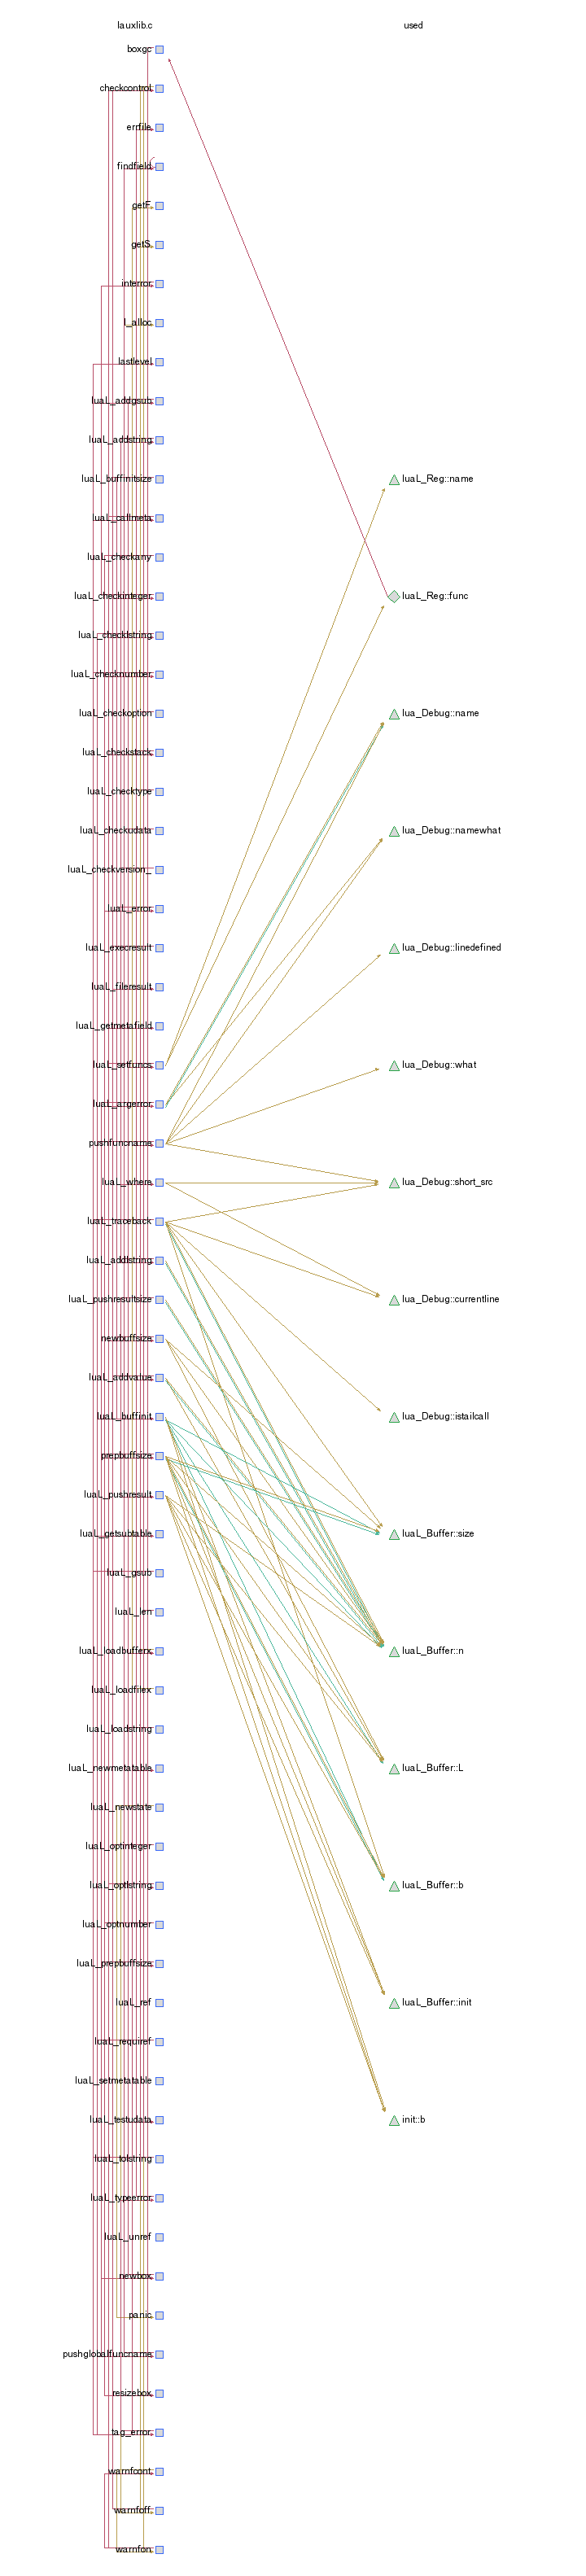 lauxlib.c
used
boxgc
checkcontrol
errfile
findfield
getF
getS
interror
l_alloc
lastlevel
luaL_addgsub
luaL_addstring
luaL_buffinitsize
luaL_Reg::name
luaL_callmeta
luaL_checkany
luaL_checkinteger
luaL_Reg::func
luaL_checklstring
luaL_checknumber
luaL_checkoption
lua_Debug::name
luaL_checkstack
luaL_checktype
luaL_checkudata
lua_Debug::namewhat
luaL_checkversion_
luaL_error
luaL_execresult
lua_Debug::linedefined
luaL_fileresult
luaL_getmetafield
luaL_setfuncs
lua_Debug::what
luaL_argerror
pushfuncname
luaL_where
lua_Debug::short_src
luaL_traceback
luaL_addlstring
luaL_pushresultsize
lua_Debug::currentline
newbuffsize
luaL_addvalue
luaL_buffinit
lua_Debug::istailcall
prepbuffsize
luaL_pushresult
luaL_getsubtable
luaL_Buffer::size
luaL_gsub
luaL_len
luaL_loadbufferx
luaL_Buffer::n
luaL_loadfilex
luaL_loadstring
luaL_newmetatable
luaL_Buffer::L
luaL_newstate
luaL_optinteger
luaL_optlstring
luaL_Buffer::b
luaL_optnumber
luaL_prepbuffsize
luaL_ref
luaL_Buffer::init
luaL_requiref
luaL_setmetatable
luaL_testudata
init::b
luaL_tolstring
luaL_typeerror
luaL_unref
newbox
panic
pushglobalfuncname
resizebox
tag_error
warnfcont
warnfoff
warnfon